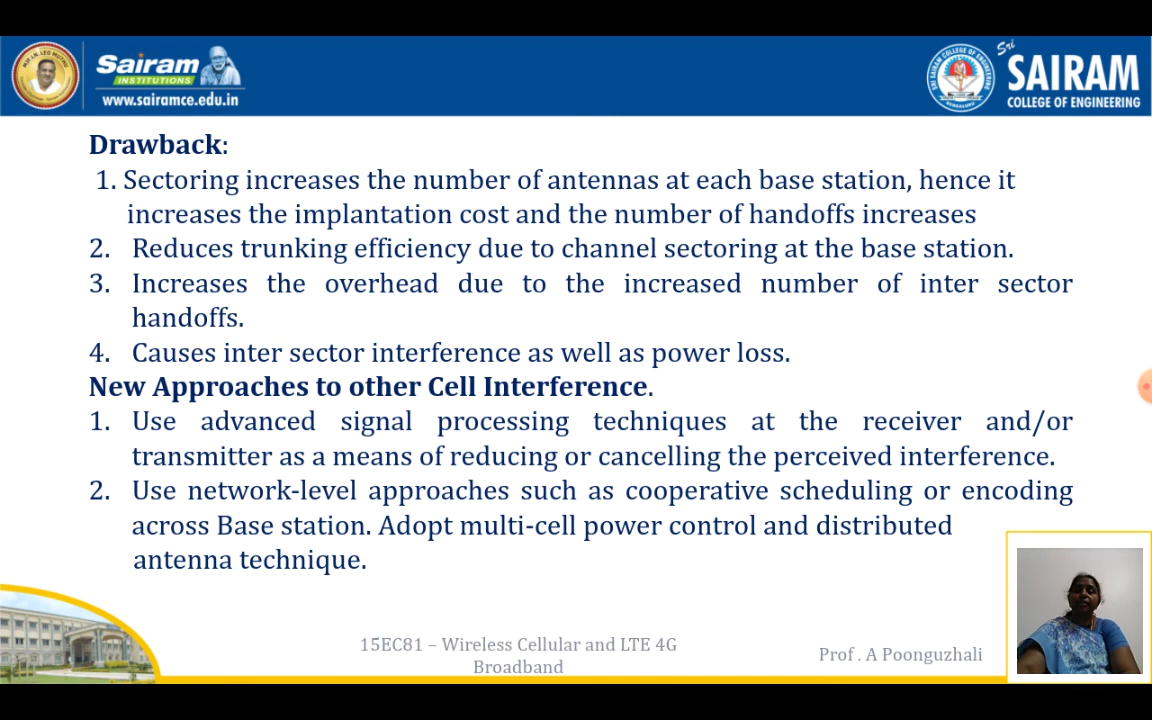 Sairam
INSTITUTIONS
www.sairamce.edu.in
Sri
SAIRAM
COLLEGE OF ENGINEERING
Drawback:
1. Sectoring increases the number of antennas at each base station, hence it
increases the implantation cost and the number of handoffs increases
2. Reduces trunking efficiency due to channel sectoring at the base station.
3. Increases the overhead due to the increased number of inter sector
handoffs.
4. Causes inter sector interference as well as power loss.
New Approaches to other Cell Interference.
1. Use advanced signal processing techniques at the receiver and/or
transmitter as a means of reducing or cancelling the perceived interference.
2. Use network-level approaches such as cooperative scheduling or encoding
across Base station. Adopt multi-cell power control and distributed
antenna technique.
15EC81 – Wireless Cellular and LTE 4G
Broadband
Prof . A Poonguzhali